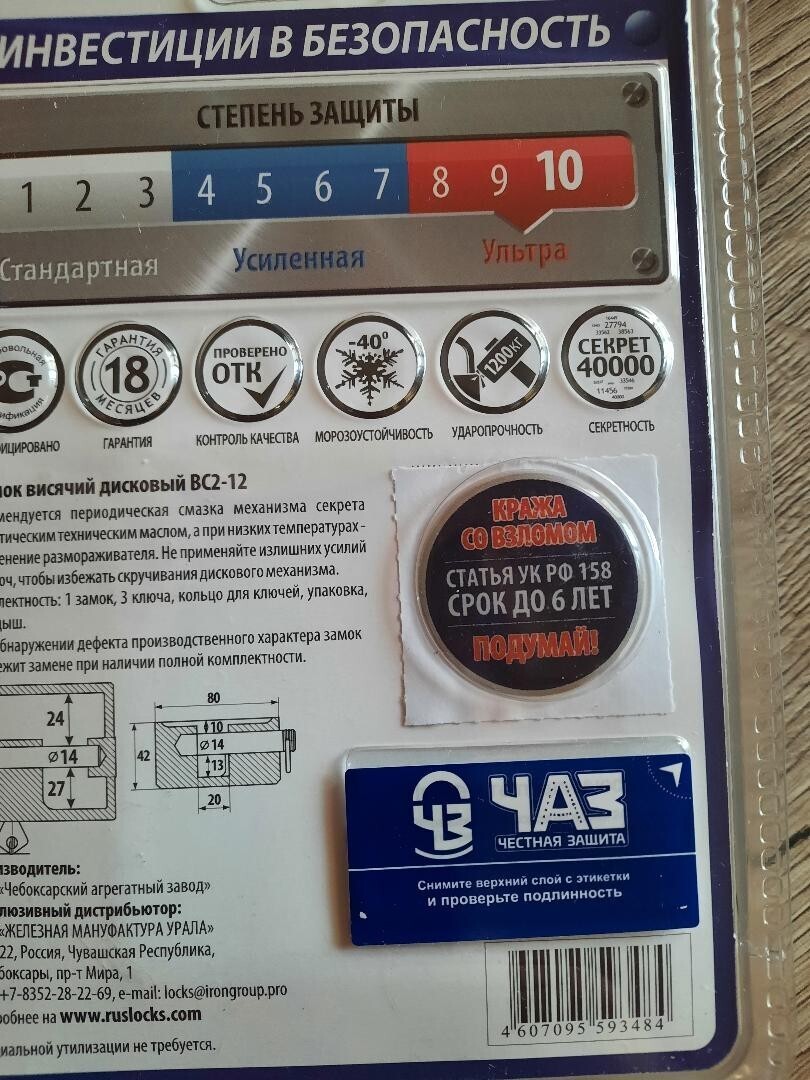 ИНВЕСТИЦИИ В БЕЗОПАСНОСТЬ
СТЕПЕНЬ ЗАЩИТЫ
1 2 3 4 5 6 7 8 9 10
Стандартная Усиленная Ультра
ГАРАНТИЯ
18
МЕСЯЦЕВ
ПРОВЕРЕНО
ОТК
-40°
1200КГ
27794
СЕКРЕТ
40000
11456
ГАРАНТИЯ КОНТРОЛЬ КАЧЕСТВА МОРОЗОУСТОЙЧИВОСТЬ УДАРОПРОЧНОСТЬ СЕКРЕТНОСТЬ
висячий дисковый ВС2-12
периодическая смазка механизма секрета
техническим маслом, а при низких температурах -
размораживателя. Не применяйте излишних усилий
чтобы избежать скручивания дискового механизма.
1 замок, 3 ключа, кольцо для ключей, упаковка,
дефекта производственного характера замок
замене при наличии полной комплектности.
КРАЖА
СО ВЗЛОМОМ
СТАТЬЯ УК РФ 158
СРОК ДО 6 ЛЕТ
ПОДУМАЙ!
24
Ø14
27
80
42
10
Ø14
13
20
ЧАЗ
ЧЕСТНАЯ ЗАЩИТА
Снимите верхний слой с этикетки
и проверьте подлинность
«Чебоксарский агрегатный завод»
дистрибьютор:
«ЖЕЛЕЗНАЯ МАНУФАКТУРА УРАЛА»
22, Россия, Чувашская Республика,
пр-т Мира, 1
+7-8352-28-22-69, e-mail: locks@irongroup.pro
на www.ruslocks.com
утилизации не требуется.
4 607095 593484